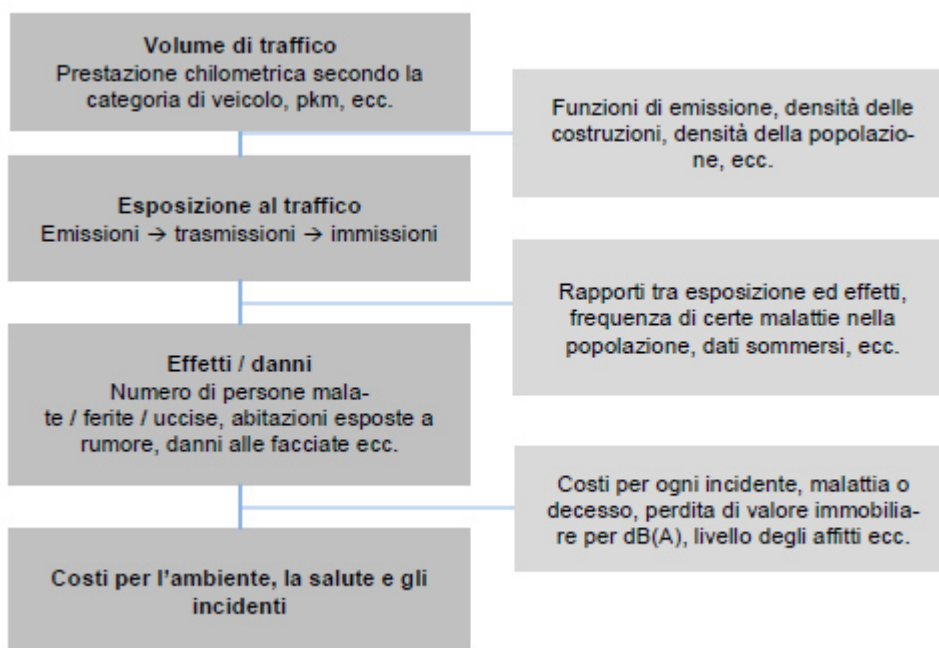 Volume di traffico
Prestazione chilometrica secondo la
categoria di veicolo, pkm, ecc.
Funzioni di emissione, densità delle
costruzioni, densità della popolazio-
ne, ecc.
Esposizione al traffico
Emissioni → trasmissioni → immissioni
Rapporti tra esposizione ed effetti,
frequenza di certe malattie nella
popolazione, dati sommersi, ecc.
Effetti / danni
Numero di persone mala-
te / ferite / uccise, abitazioni esposte a
rumore, danni alle facciate ecc.
Costi per ogni incidente, malattia o
decesso, perdita di valore immobilia-
re per dB(A), livello degli affitti ecc.
Costi per l'ambiente, la salute e gli
incidenti